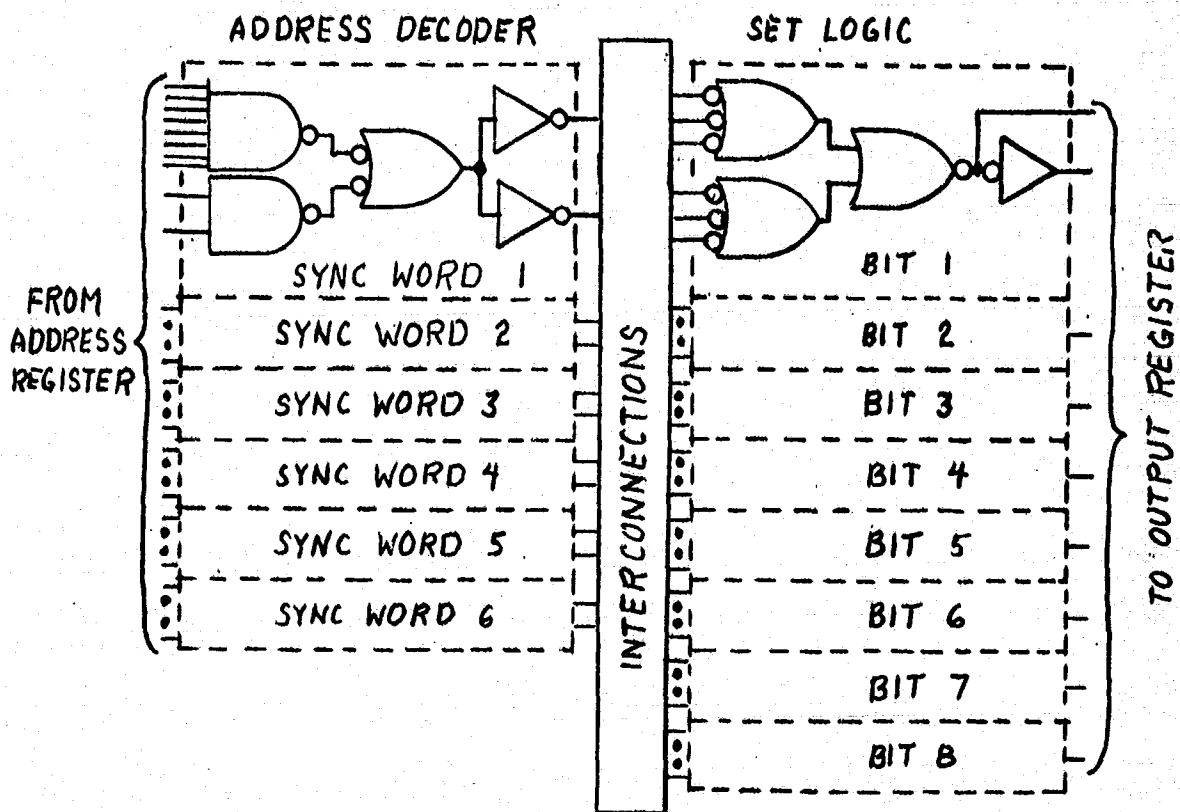 ADDRESS DECODER
SET LOGIC
FROM
ADDRESS
REGISTER
SYNC WORD 1
SYNC WORD 2
SYNC WORD 3
SYNC WORD 4
SYNC WORD 5
SYNC WORD 6
INTERCONNECTIONS
BIT 1
BIT 2
BIT 3
BIT 4
BIT 5
BIT 6
BIT 7
BIT 8
TO OUTPUT REGISTER